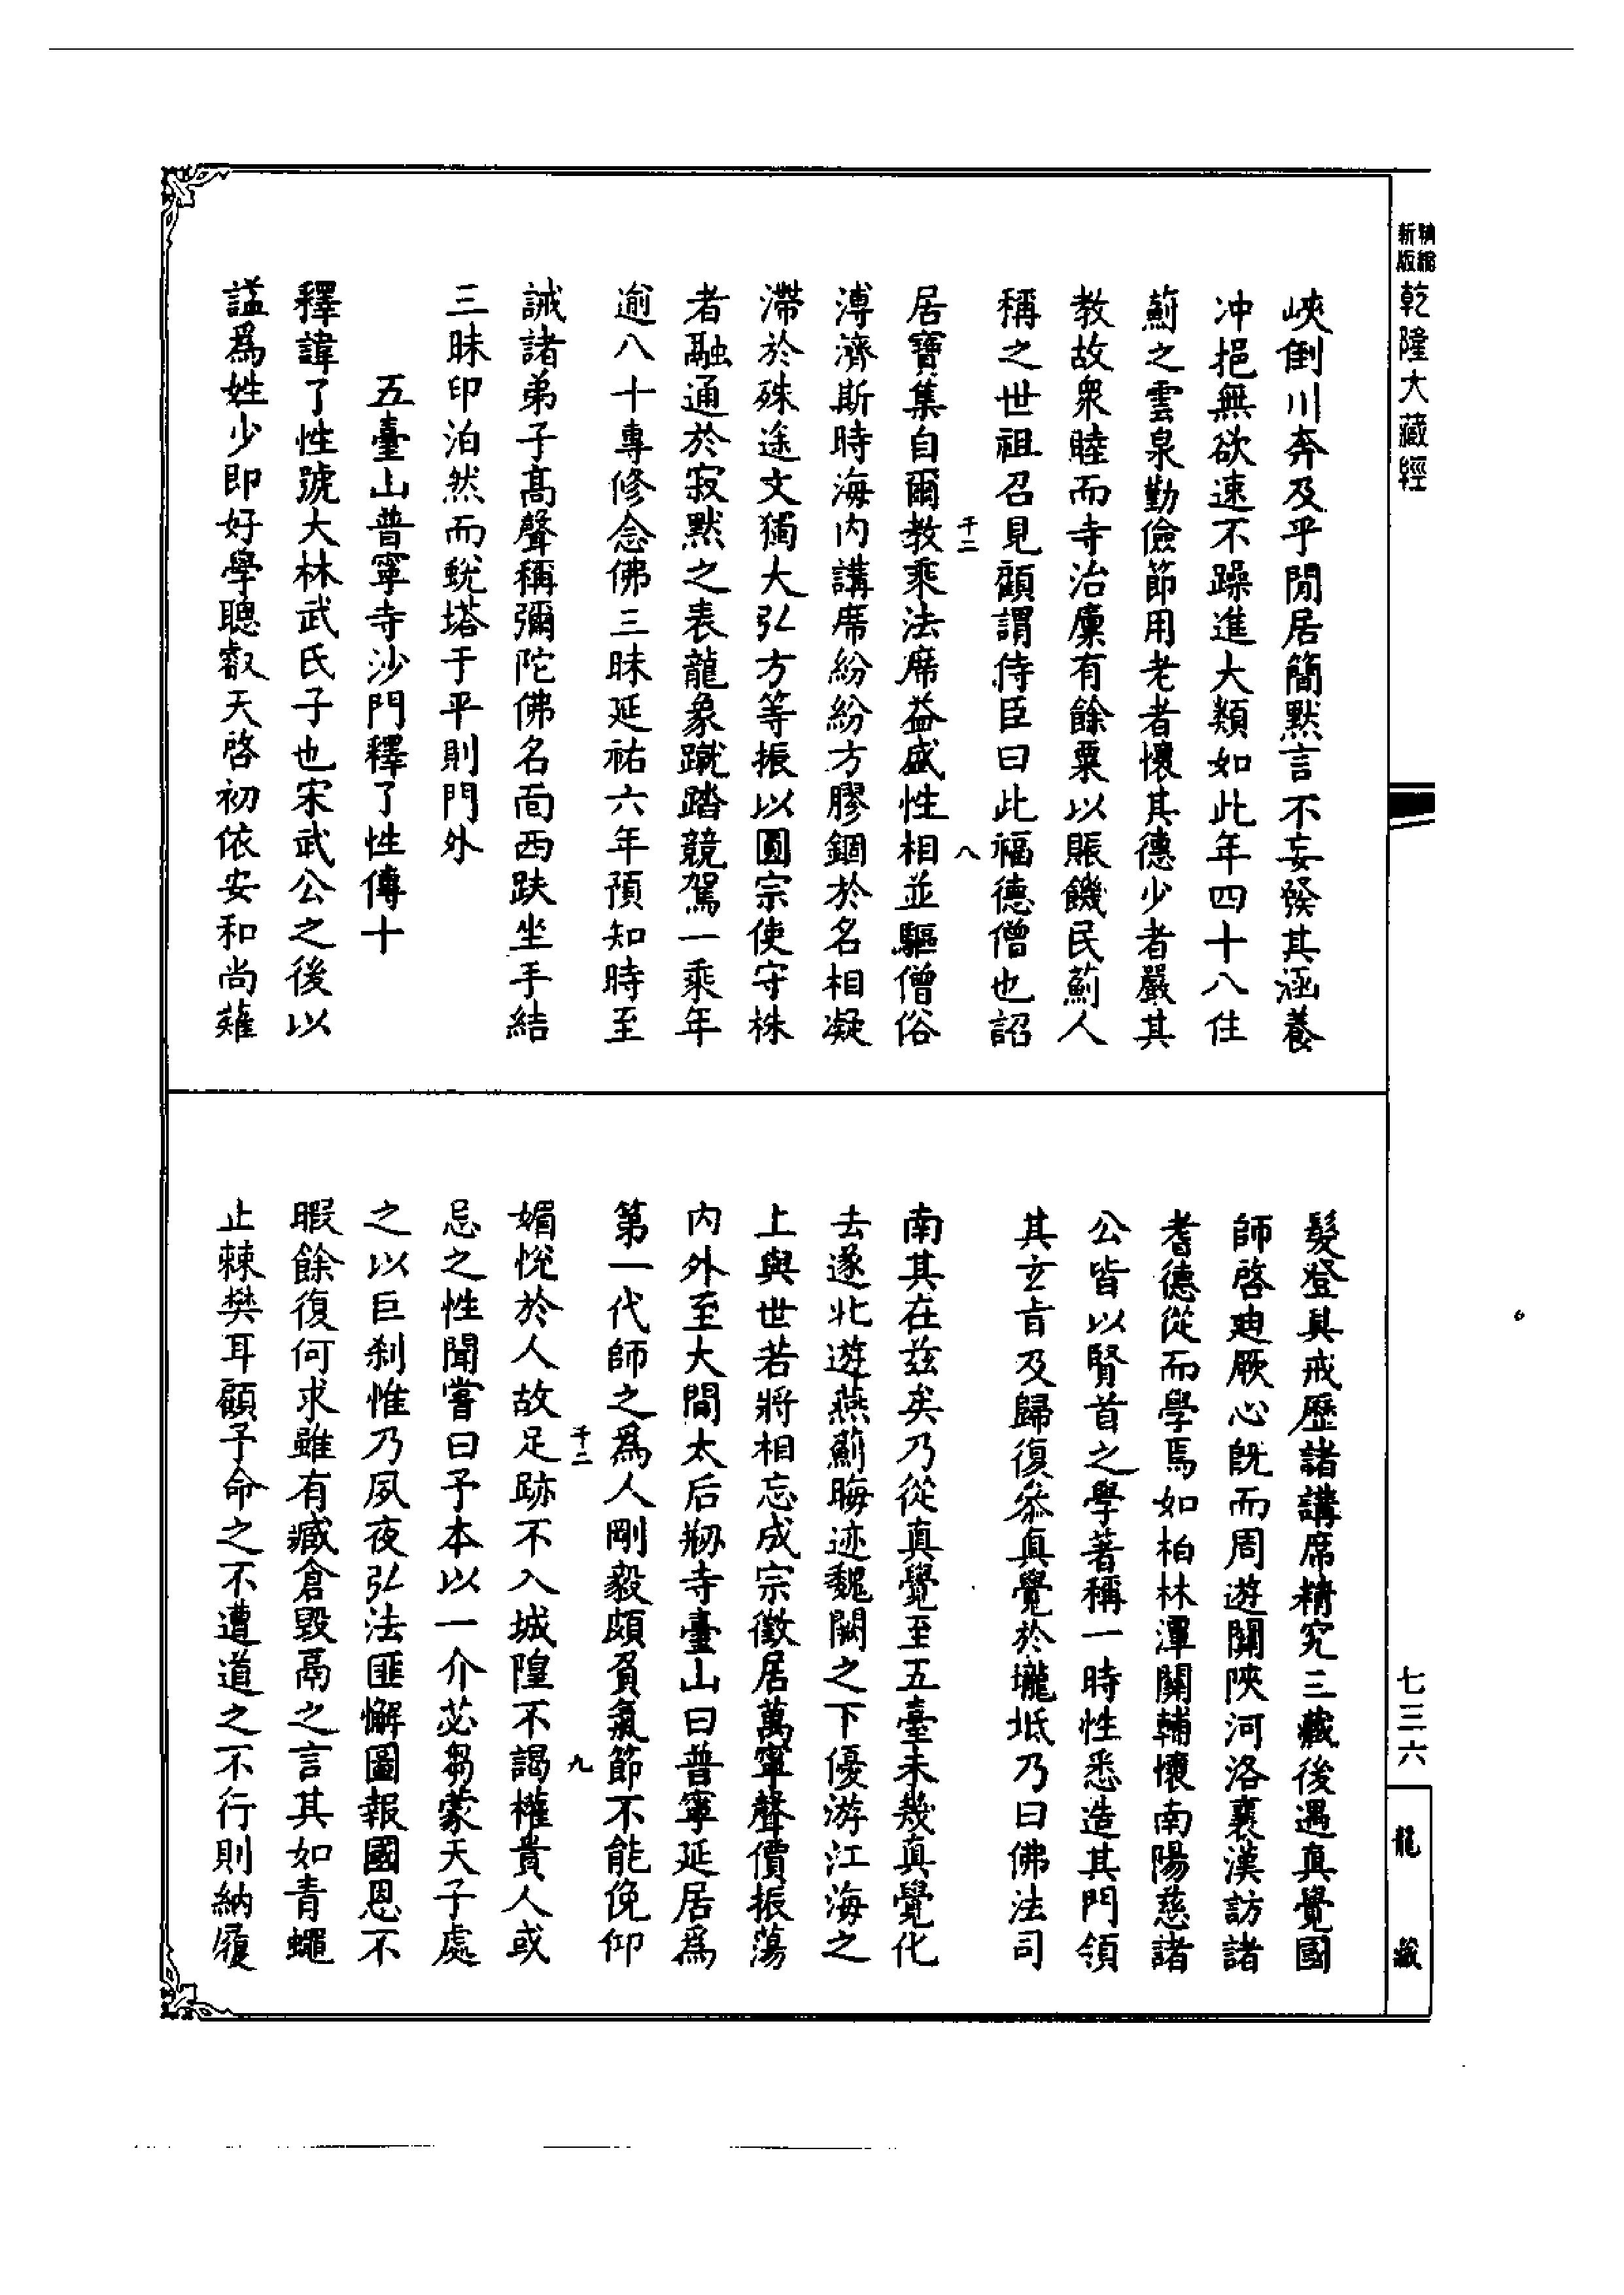 精縮
新版
乾隆大藏經
七三六
龍藏
峽倒川奔及乎閒居簡默言不妄發其涵養
冲挹無欲速不躁進大類如此年四十八住
薊之雲泉勤儉節用老者懷其德少者嚴其
教故衆睦而寺治廩有餘粟以賑饑民薊人
稱之世祖召見顧謂侍臣曰此福德僧也詔
千二
八
居寶集自爾教乘法席益盛性相並驅僧俗
溥濟斯時海內講席紛紛方膠錮於名相凝
滯於殊途文獨大弘方等振以圓宗使守株
者融通於寂默之表龍象蹴踏競駕一乘年
逾八十專修念佛三昧延祐六年預知時至
誡諸弟子高聲稱彌陀佛名面西趺坐手結
三昧印泊然而蛻塔于平則門外
五臺山普寧寺沙門釋了性傳十
釋諱了性號大林武氏子也宋武公之後以
諡爲姓少即好學聰叡天啓初依安和尚薙
髮登具戒歷諸講席精究三藏後遇真覺國
師啓迪厥心旣而周遊關陝河洛襄漢訪諸
耆德從而學焉如柏林潭關輔懷南陽慈諸
公皆以賢首之學著稱一時性悉造其門領
其玄旨及歸復叅真覺於壠坻乃曰佛法司
南其在茲矣乃從真覺至五臺未幾真覺化
去遂北遊燕薊晦迹魏闕之下優游江海之
上與世若將相忘成宗徵居萬寧聲價振蕩
內外至大間太后刱寺臺山曰普寧延居爲
第一代師之爲人剛毅頗負氣節不能俛仰
千二
九
媚悅於人故足跡不入城隍不謁權貴人或
忌之性聞嘗曰予本以一介苾芻蒙天子處
之以巨刹惟乃夙夜弘法匪懈圖報國恩不
暇餘復何求雖有臧倉毀鬲之言其如青蠅
止棘樊耳顧予命之不遭道之不行則納履